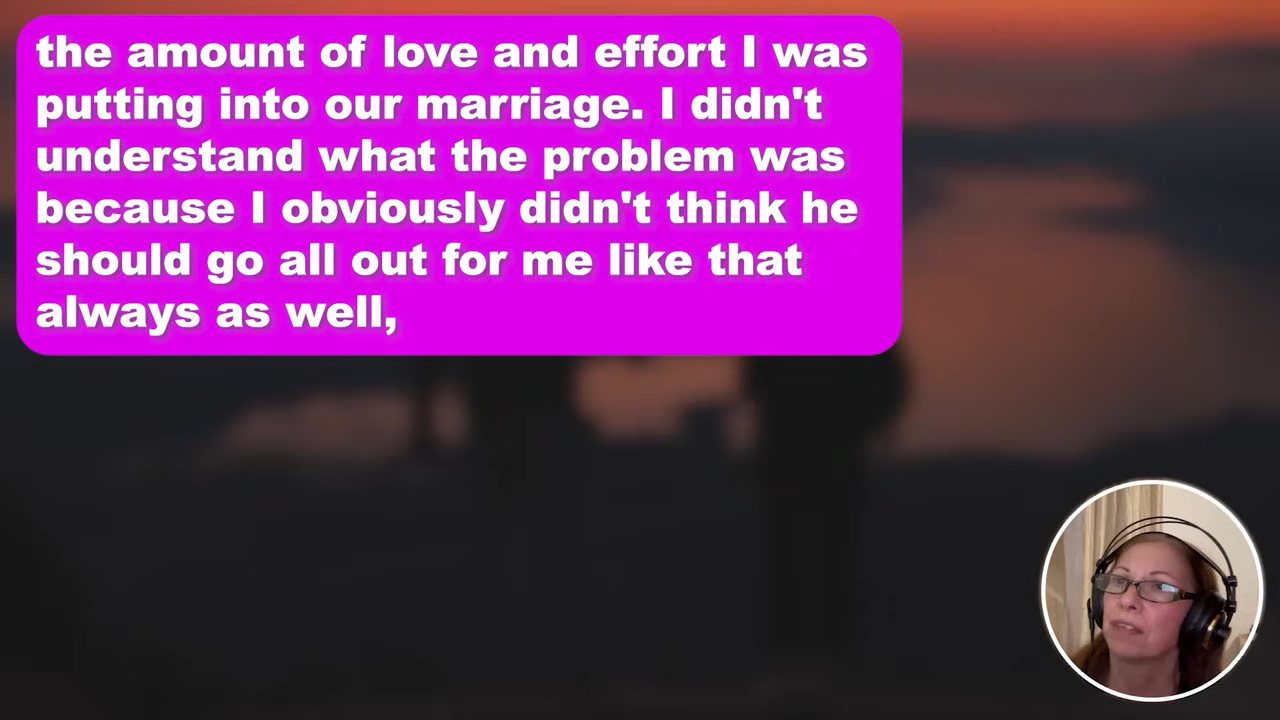 the amount of love and effort I was
putting into our marriage. I didn't
understand what the problem was
because I obviously didn't think he
should go all out for me like that
always as well,